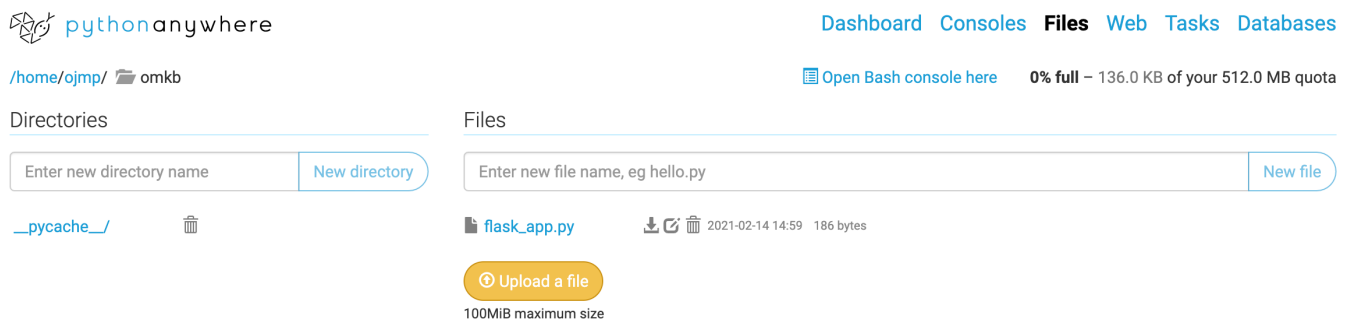 pythonanywhere
Dashboard Consoles Files Web Tasks Databases
/home/ojmp/ omkb
Open Bash console here 0% full – 136.0 KB of your 512.0 MB quota
Directories
Files
Enter new directory name New directory
Enter new file name, eg hello.py New file
__pycache__/
flask_app.py 2021-02-14 14:59 186 bytes
Upload a file
100MiB maximum size